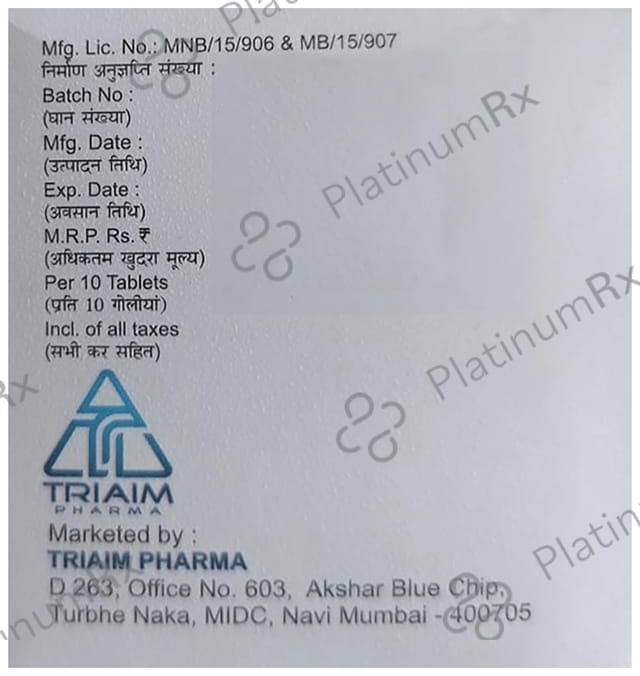 Mfg. Lic. No.: MNB/15/906 & MB/15/907
निर्माण अनुज्ञप्ति संख्या :
Batch No :
(घान संख्या)
Mfg. Date :
(उत्पादन तिथि)
Exp. Date :
(अवसान तिथि)
M.R.P. Rs. ₹
(अधिकतम खुदरा मूल्य)
Per 10 Tablets
(प्रति 10 गोलीयां)
Incl. of all taxes
(सभी कर सहित)
TRIAIM
PHARMA
Marketed by :
TRIAIM PHARMA
D 263, Office No. 603, Akshar Blue Chip,
Turbhe Naka, MIDC, Navi Mumbai - 400705
PlatinumRx
PlatinumRx